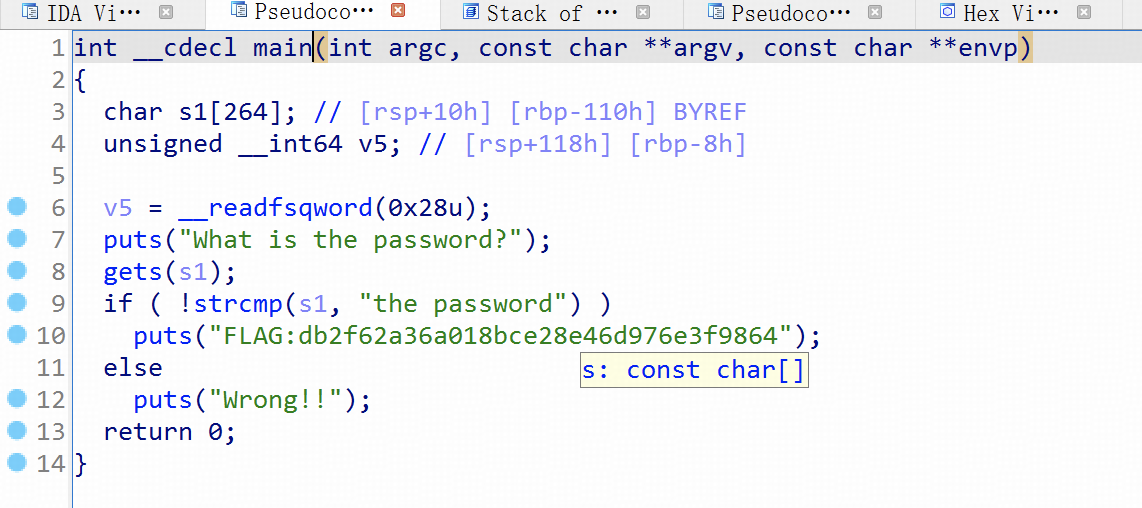 IDA Vi··· Pseudoco··· Stack of ··· Pseudoco··· Hex Vi···
1 int __cdecl main(int argc, const char **argv, const char **envp)
2 {
3   char s1[264]; // [rsp+10h] [rbp-110h] BYREF
4   unsigned __int64 v5; // [rsp+118h] [rbp-8h]
5
6   v5 = __readfsqword(0x28u);
7   puts("What is the password?");
8   gets(s1);
9   if ( !strcmp(s1, "the password") )
10     puts("FLAG:db2f62a36a018bce28e46d976e3f9864");
11   else
s: const char[]
12     puts("Wrong!!");
13   return 0;
14 }